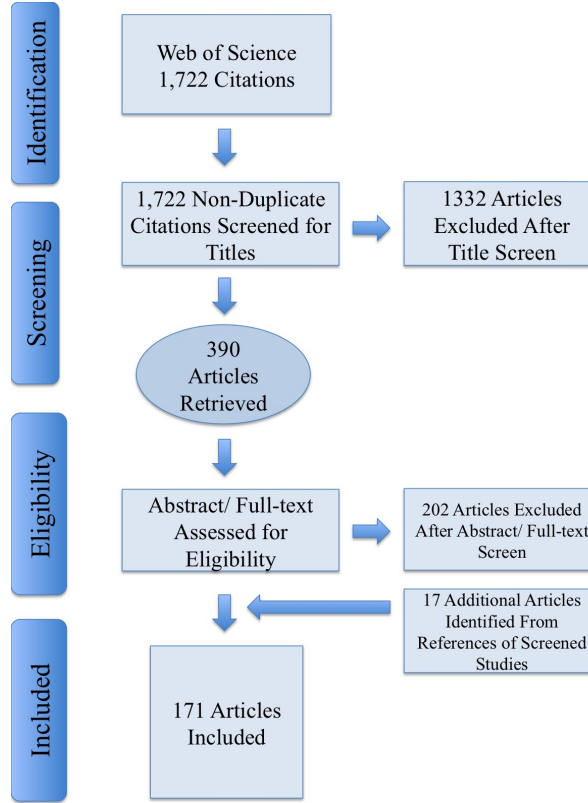 Identification
Web of Science
1,722 Citations
Screening
1,722 Non-Duplicate
Citations Screened for
Titles
1332 Articles
Excluded After
Title Screen
390
Articles
Retrieved
Eligibility
Abstract/ Full-text
Assessed for
Eligibility
202 Articles Excluded
After Abstract/ Full-text
Screen
17 Additional Articles
Identified From
References of Screened
Studies
Included
171 Articles
Included